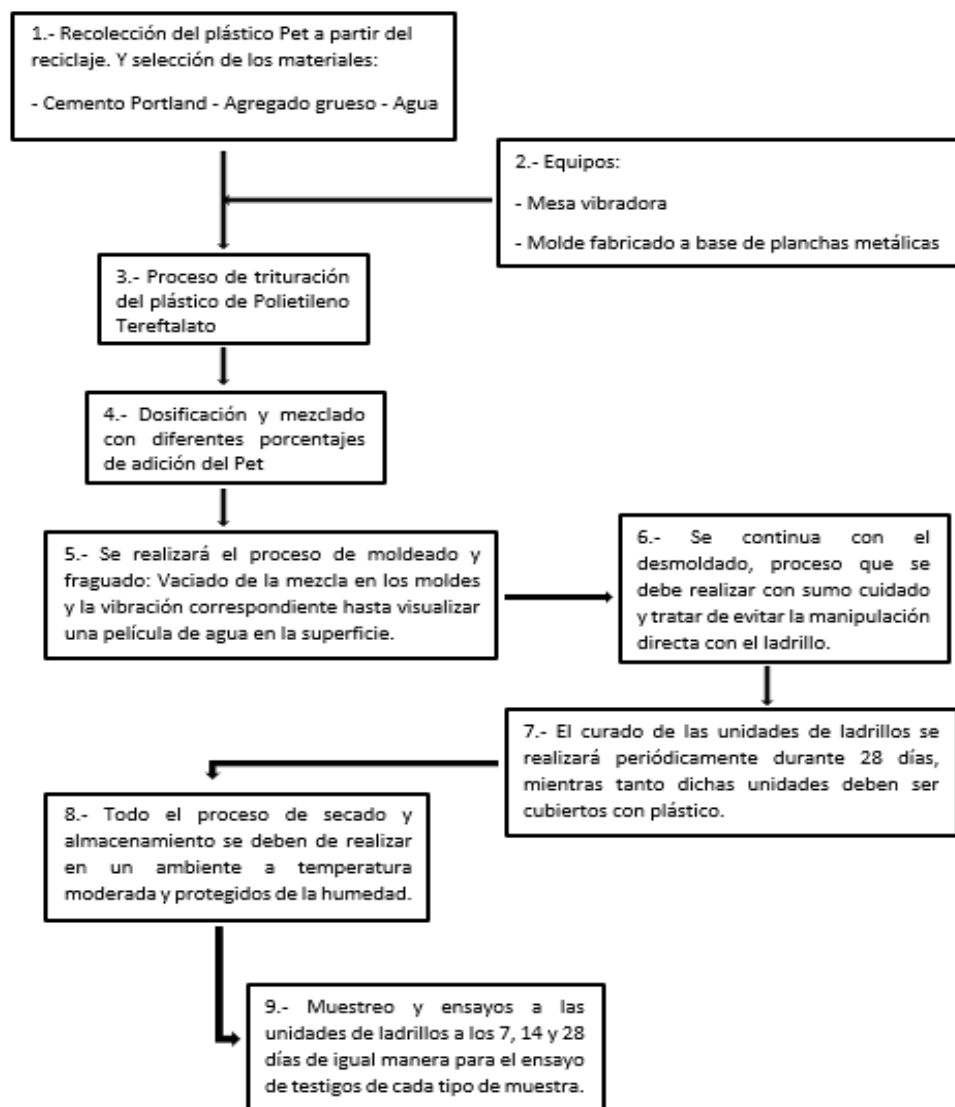 1.- Recolección del plástico Pet a partir del
reciclaje. Y selección de los materiales:
- Cemento Portland - Agregado grueso - Agua
2.- Equipos:
- Mesa vibradora
- Molde fabricado a base de planchas metálicas
3.- Proceso de trituración
del plástico de Polietileno
Tereftalato
4.- Dosificación y mezclado
con diferentes porcentajes
de adición del Pet
5.- Se realizará el proceso de moldeado y
fraguado: Vaciado de la mezcla en los moldes
y la vibración correspondiente hasta visualizar
una película de agua en la superficie.
6.- Se continua con el
desmoldado, proceso que se
debe realizar con sumo cuidado
y tratar de evitar la manipulación
directa con el ladrillo.
7.- El curado de las unidades de ladrillos se
realizará periódicamente durante 28 días,
mientras tanto dichas unidades deben ser
cubiertos con plástico.
8.- Todo el proceso de secado y
almacenamiento se deben de realizar
en un ambiente a temperatura
moderada y protegidos de la humedad.
9.- Muestreo y ensayos a las
unidades de ladrillos a los 7, 14 y 28
días de igual manera para el ensayo
de testigos de cada tipo de muestra.